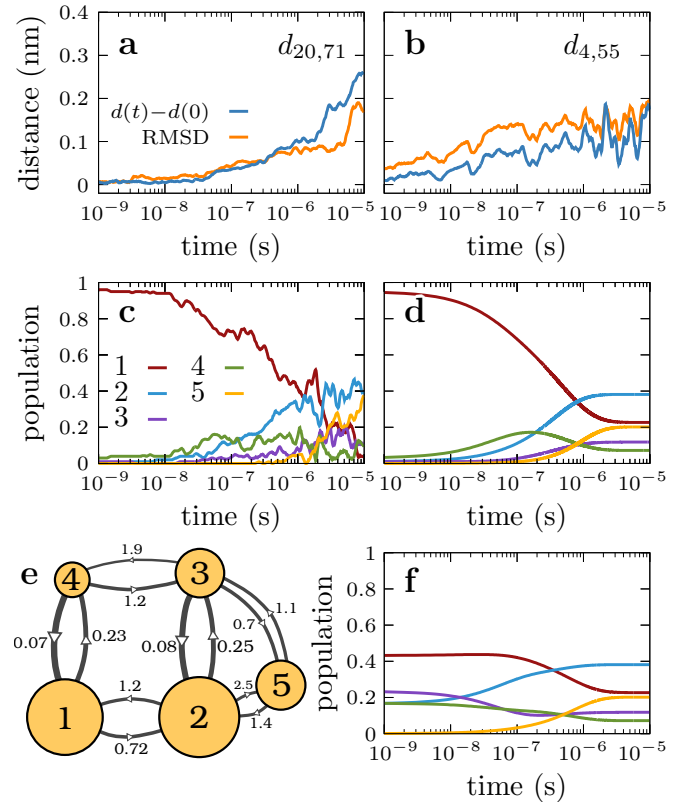 0.4
0.3
0.2
0.1
0
distance (nm)
a
d20,71
d(t)−d(0)
RMSD
10⁻⁹ 10⁻⁸ 10⁻⁷ 10⁻⁶ 10⁻⁵
time (s)
b
d4,55
10⁻⁹ 10⁻⁸ 10⁻⁷ 10⁻⁶ 10⁻⁵
time (s)
1
0.8
0.6
0.4
0.2
0
population
c
1 4
2 5
3
10⁻⁹ 10⁻⁸ 10⁻⁷ 10⁻⁶ 10⁻⁵
time (s)
d
10⁻⁹ 10⁻⁸ 10⁻⁷ 10⁻⁶ 10⁻⁵
time (s)
e
1.9
4 3
1.2
1.1
0.7
0.07 0.23 0.08 0.25
5
1.2 2.5
1 2
1.4
0.72
1
0.8
0.6
0.4
0.2
0
population
f
10⁻⁹ 10⁻⁸ 10⁻⁷ 10⁻⁶ 10⁻⁵
time (s)